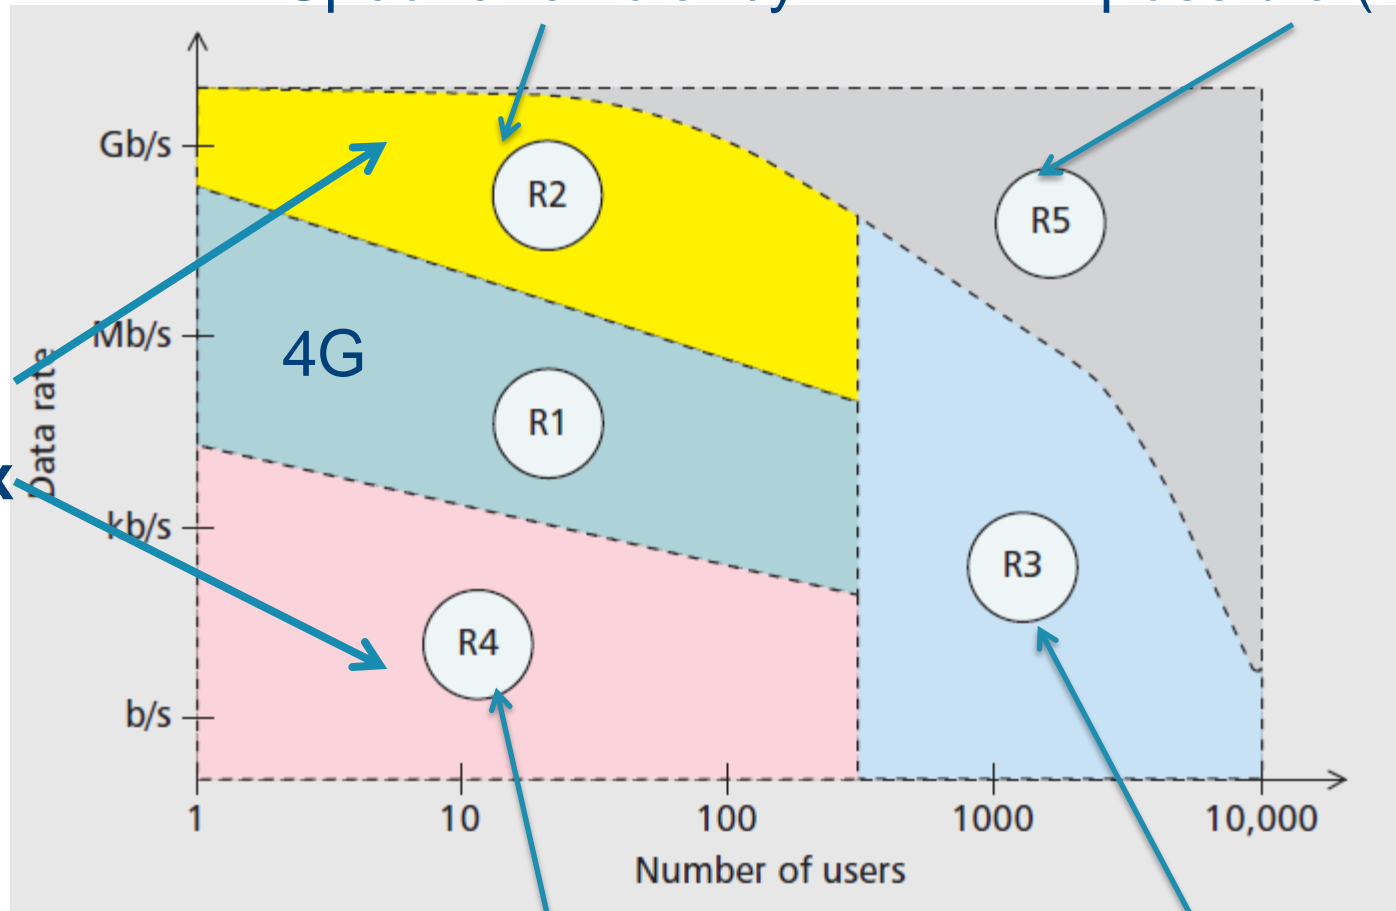 Gb/s
R2
R5
Mb/s
4G
R1
Data rate
x
kb/s
R3
R4
b/s
1 10 100 1000 10,000
Number of users